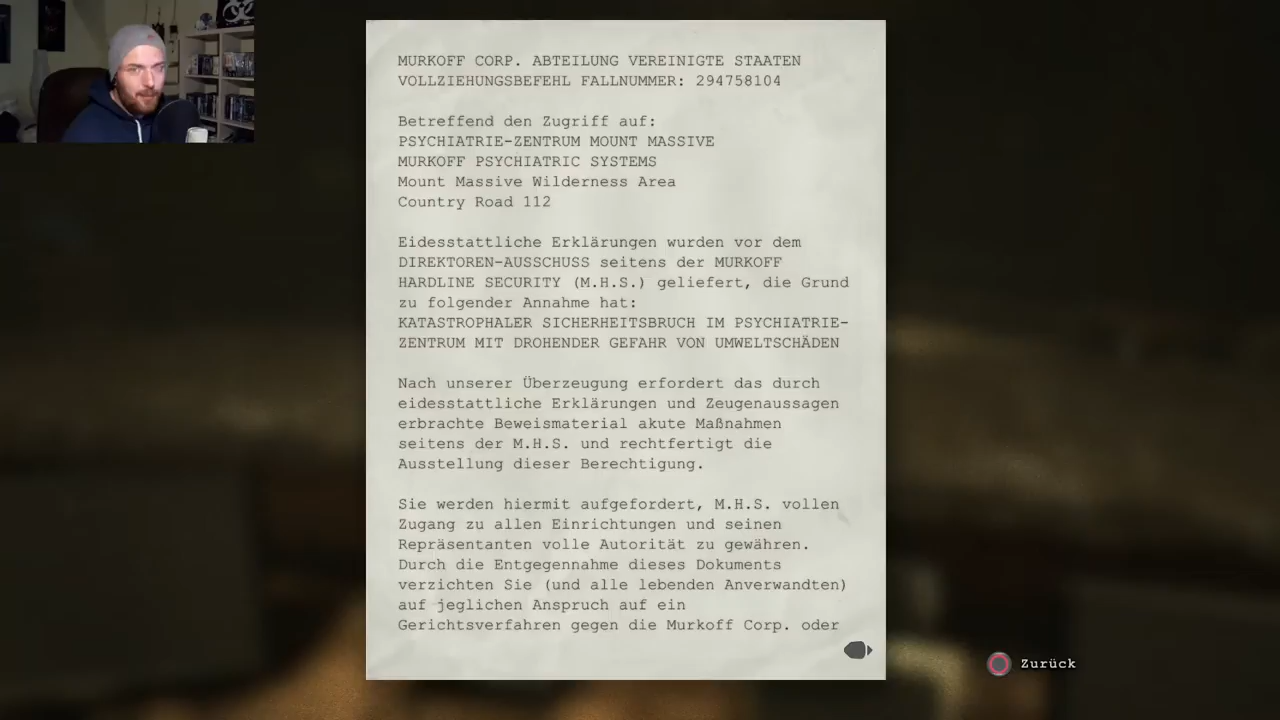 MURKOFF CORP. ABTEILUNG VEREINIGTE STAATEN
VOLLZIEHUNGSBEFEHL FALLNUMMER: 294758104
Betreffend den Zugriff auf:
PSYCHIATRIE-ZENTRUM MOUNT MASSIVE
MURKOFF PSYCHIATRIC SYSTEMS
Mount Massive Wilderness Area
Country Road 112
Eidesstattliche Erklärungen wurden vor dem
DIREKTOREN-AUSSCHUSS seitens der MURKOFF
HARDLINE SECURITY (M.H.S.) geliefert, die Grund
zu folgender Annahme hat:
KATASTROPHALER SICHERHEITSBRUCH IM PSYCHIATRIE-
ZENTRUM MIT DROHENDER GEFAHR VON UMWELTSCHÄDEN
Nach unserer Überzeugung erfordert das durch
eidesstattliche Erklärungen und Zeugenaussagen
erbrachte Beweismaterial akute Maßnahmen
seitens der M.H.S. und rechtfertigt die
Ausstellung dieser Berechtigung.
Sie werden hiermit aufgefordert, M.H.S. vollen
Zugang zu allen Einrichtungen und seinen
Repräsentanten volle Autorität zu gewähren.
Durch die Entgegennahme dieses Dokuments
verzichten Sie (und alle lebenden Anverwandten)
auf jeglichen Anspruch auf ein
Gerichtsverfahren gegen die Murkoff Corp. oder
Zurück